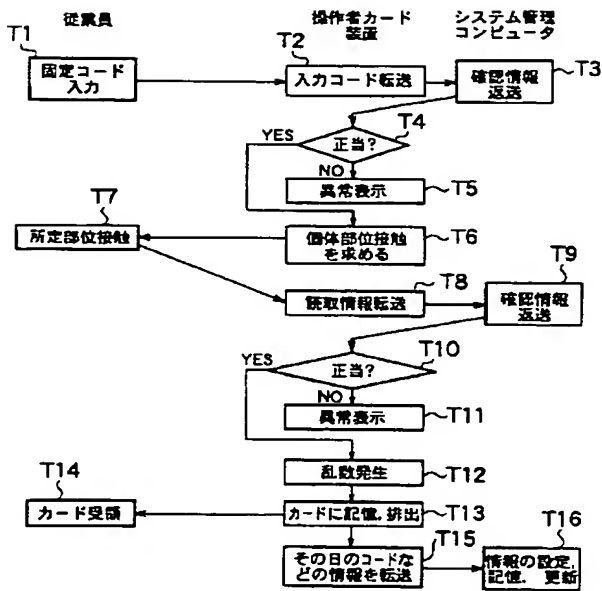 従業員
操作者カード
装置
システム管理
コンピュータ
T1
固定コード
入力
T2
入力コード転送
確認情報
返送
T3
T4
YES
正当?
NO
異常表示
T5
T7
所定部位接触
個体部位接触
を求める
T6
T8
読取情報転送
T9
確認情報
返送
YES
正当?
T10
NO
異常表示
T11
乱数発生
T12
T14
カード受領
カードに記憶.排出
T13
T15
その日のコードな
どの情報を転送
T16
情報の設定,
記憶. 更新